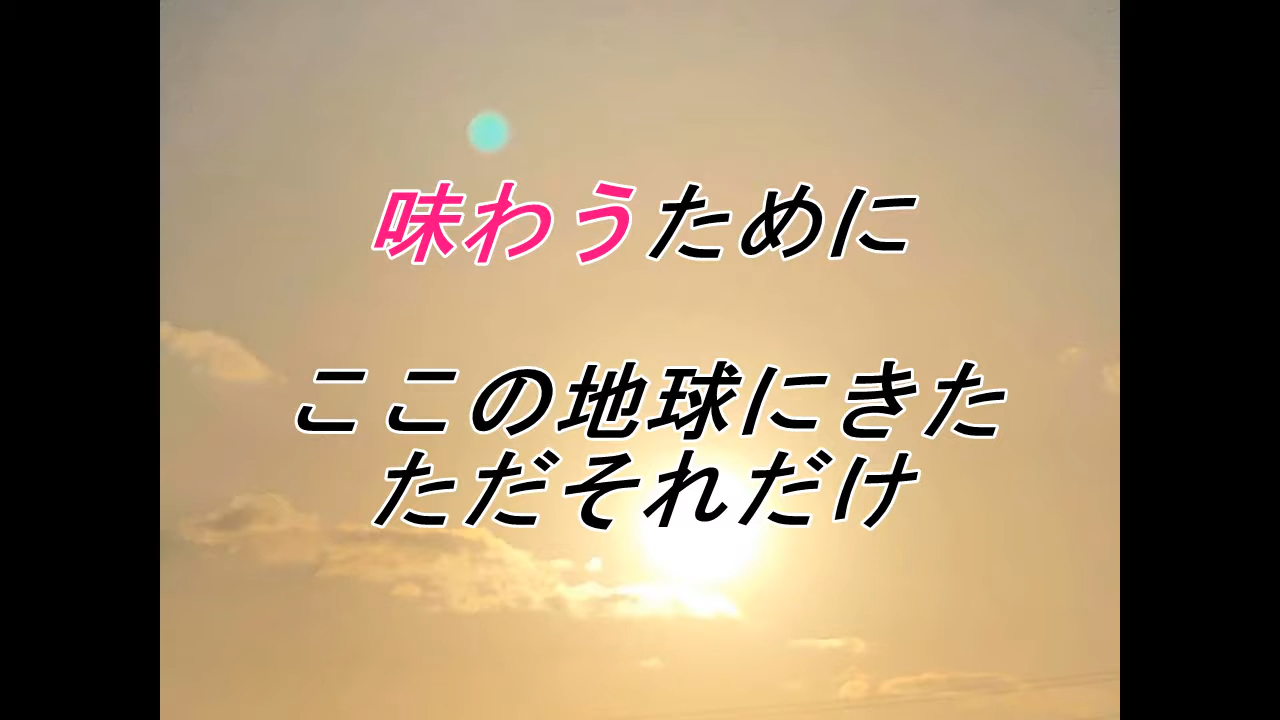 味わうために
ここの地球にきた
ただそれだけ